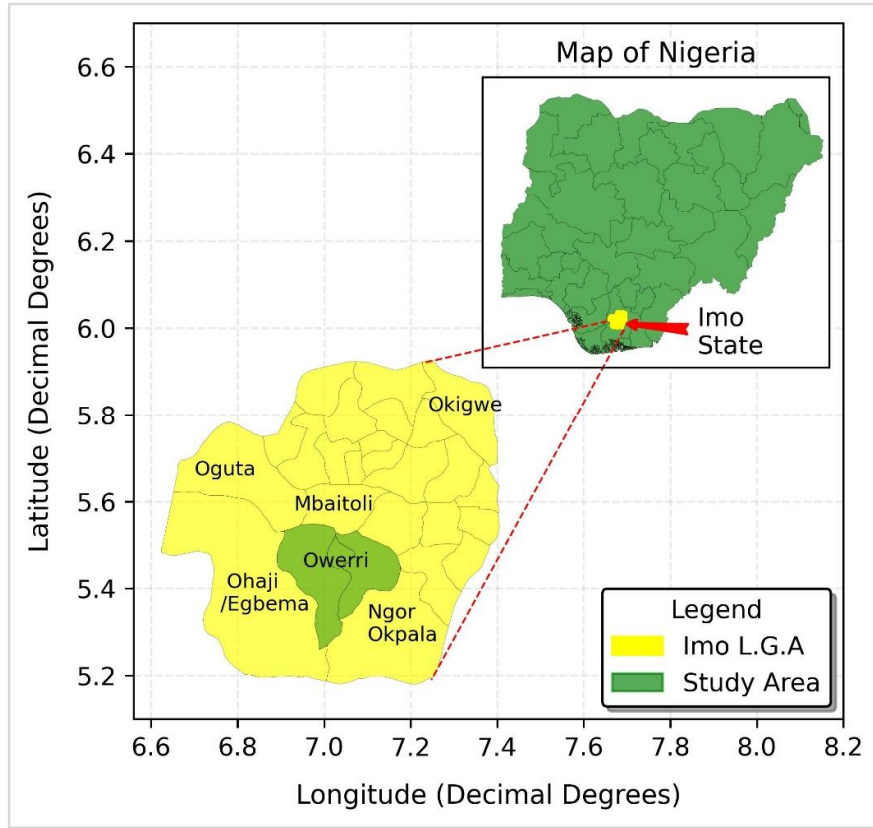 Map of Nigeria
Imo
State
6.6
6.4
6.2
6.0
5.8
5.6
5.4
5.2
Latitude (Decimal Degrees)
Okigwe
Oguta
Mbaitoli
Owerri
Ohaji
/Egbema
Ngor
Okpala
Legend
Imo L.G.A
Study Area
6.6 6.8 7.0 7.2 7.4 7.6 7.8 8.0 8.2
Longitude (Decimal Degrees)